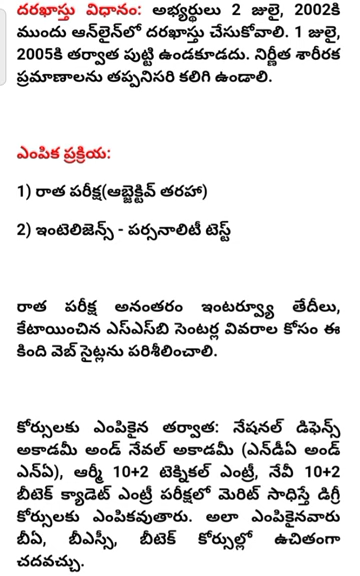 దరఖాస్తు విధానం: అభ్యర్థులు 2 జులై, 2002కి
ముందు ఆన్‌లైన్‌లో దరఖాస్తు చేసుకోవాలి. 1 జులై,
2005కి తర్వాత పుట్టి ఉండకూడదు. నిర్ణీత శారీరక
ప్రమాణాలను తప్పనిసరి కలిగి ఉండాలి.
ఎంపిక ప్రక్రియ:
1) రాత పరీక్ష(ఆబ్జెక్టివ్ తరహా)
2) ఇంటెలిజెన్స్ - పర్సనాలిటీ టెస్ట్
రాత పరీక్ష అనంతరం ఇంటర్వ్యూ తేదీలు,
కేటాయించిన ఎస్ఎస్‌బి సెంటర్ల వివరాల కోసం ఈ
కింది వెబ్ సైట్లను పరిశీలించాలి.
కోర్సులకు ఎంపికైన తర్వాత: నేషనల్ డిఫెన్స్
అకాడమీ అండ్ నేవల్ అకాడమీ (ఎన్‌డీఏ అండ్
ఎన్ఏ), ఆర్మీ 10+2 టెక్నికల్ ఎంట్రీ, నేవీ 10+2
బీటెక్ క్యాడెట్ ఎంట్రీ పరీక్షలో మెరిట్ సాధిస్తే డిగ్రీ
కోర్సులకు ఎంపికవుతారు. అలా ఎంపికైనవారు
బీఏ, బీఎస్సీ, బీటెక్ కోర్సుల్లో ఉచితంగా
చదవచ్చు.